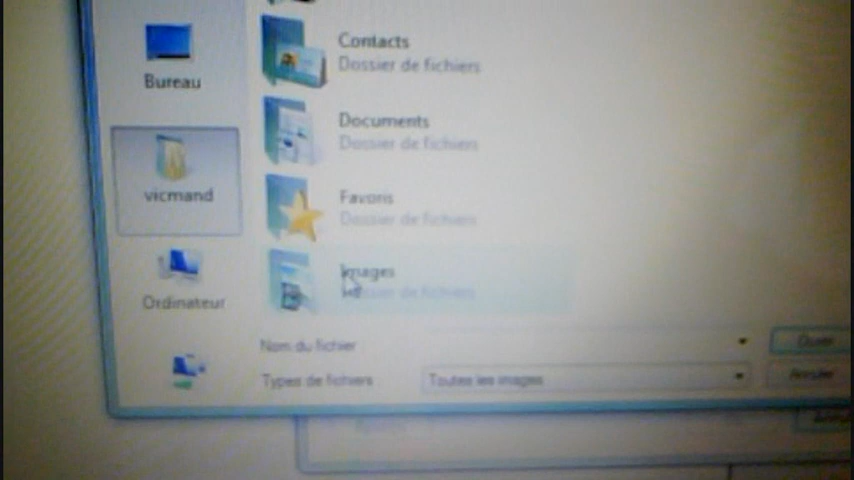 Bureau
vicmand
Ordinateur
Contacts
Dossier de fichiers
Documents
Dossier de fichiers
Favoris
Dossier de fichiers
Images
Dossier de fichiers
Nom du fichier
Types de fichiers
Toutes les images
Ouvrir
Annuler